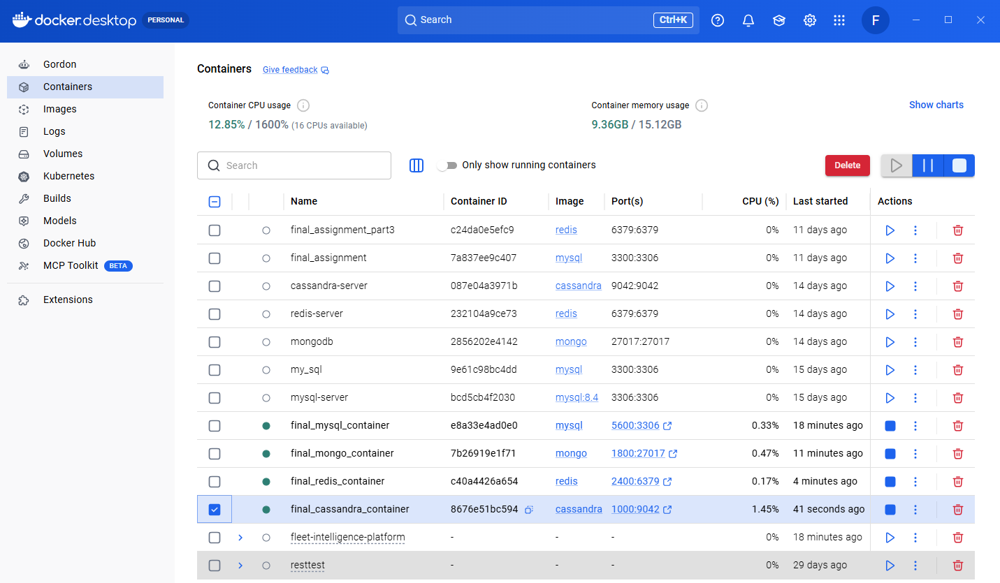 docker.desktop PERSONAL Search Ctrl+K F
Gordon
Containers
Images
Logs
Volumes
Kubernetes
Builds
Models
Docker Hub
MCP Toolkit BETA
Extensions
Containers Give feedback
Container CPU usage
12.85% / 1600% (16 CPUs available)
Container memory usage
9.36GB / 15.12GB
Show charts
Search Only show running containers Delete
Name Container ID Image Port(s) CPU (%) Last started Actions
final_assignment_part3 c24da0e5efc9 redis 6379:6379 0% 11 days ago
final_assignment 7a837ee9c407 mysql 3300:3306 0% 11 days ago
cassandra-server 087e04a3971b cassandra 9042:9042 0% 14 days ago
redis-server 232104a9ce73 redis 6379:6379 0% 14 days ago
mongodb 2856202e4142 mongo 27017:27017 0% 14 days ago
my_sql 9e61c98bc4dd mysql 3300:3306 0% 15 days ago
mysql-server bcd5cb4f2030 mysql:8.4 3306:3306 0% 15 days ago
final_mysql_container e8a33e4ad0e0 mysql 5600:3306 0.33% 18 minutes ago
final_mongo_container 7b26919e1f71 mongo 1800:27017 0.47% 11 minutes ago
final_redis_container c40a4426a654 redis 2400:6379 0.17% 4 minutes ago
final_cassandra_container 8676e51bc594 cassandra 1000:9042 1.45% 41 seconds ago
fleet-intelligence-platform - - - 0% 18 minutes ago
resttest - - - 0% 29 days ago